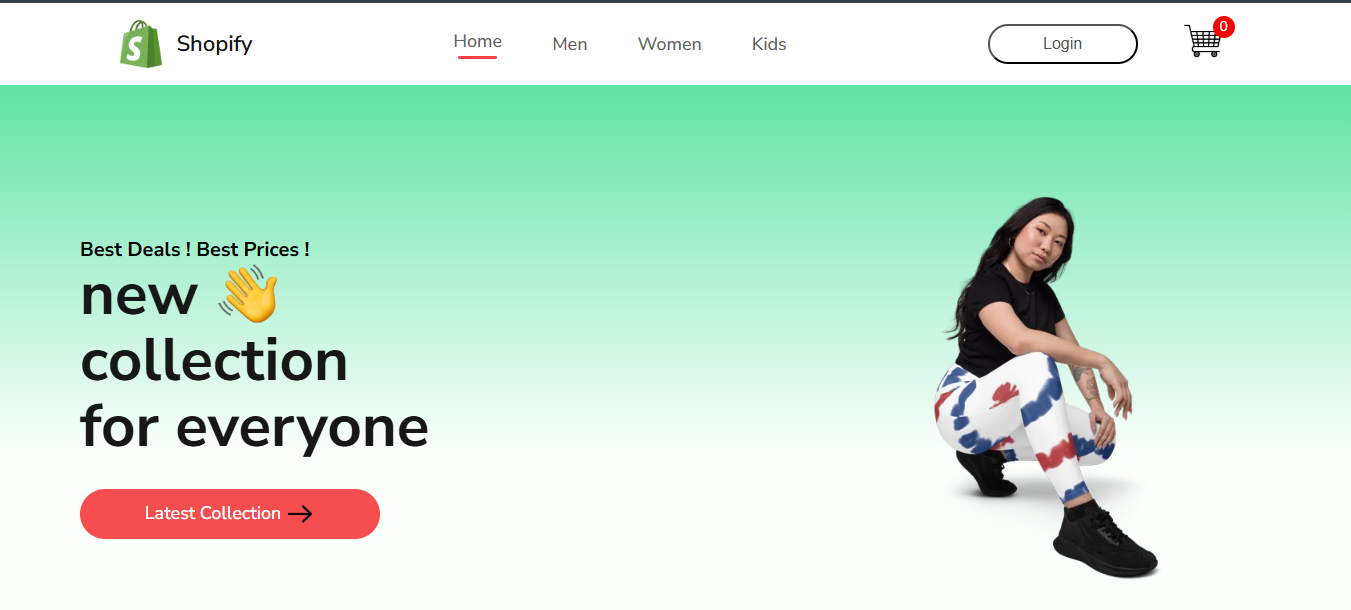 Shopify
Home
Men
Women
Kids
Login
0
Best Deals ! Best Prices !
new 👋
collection
for everyone
Latest Collection →